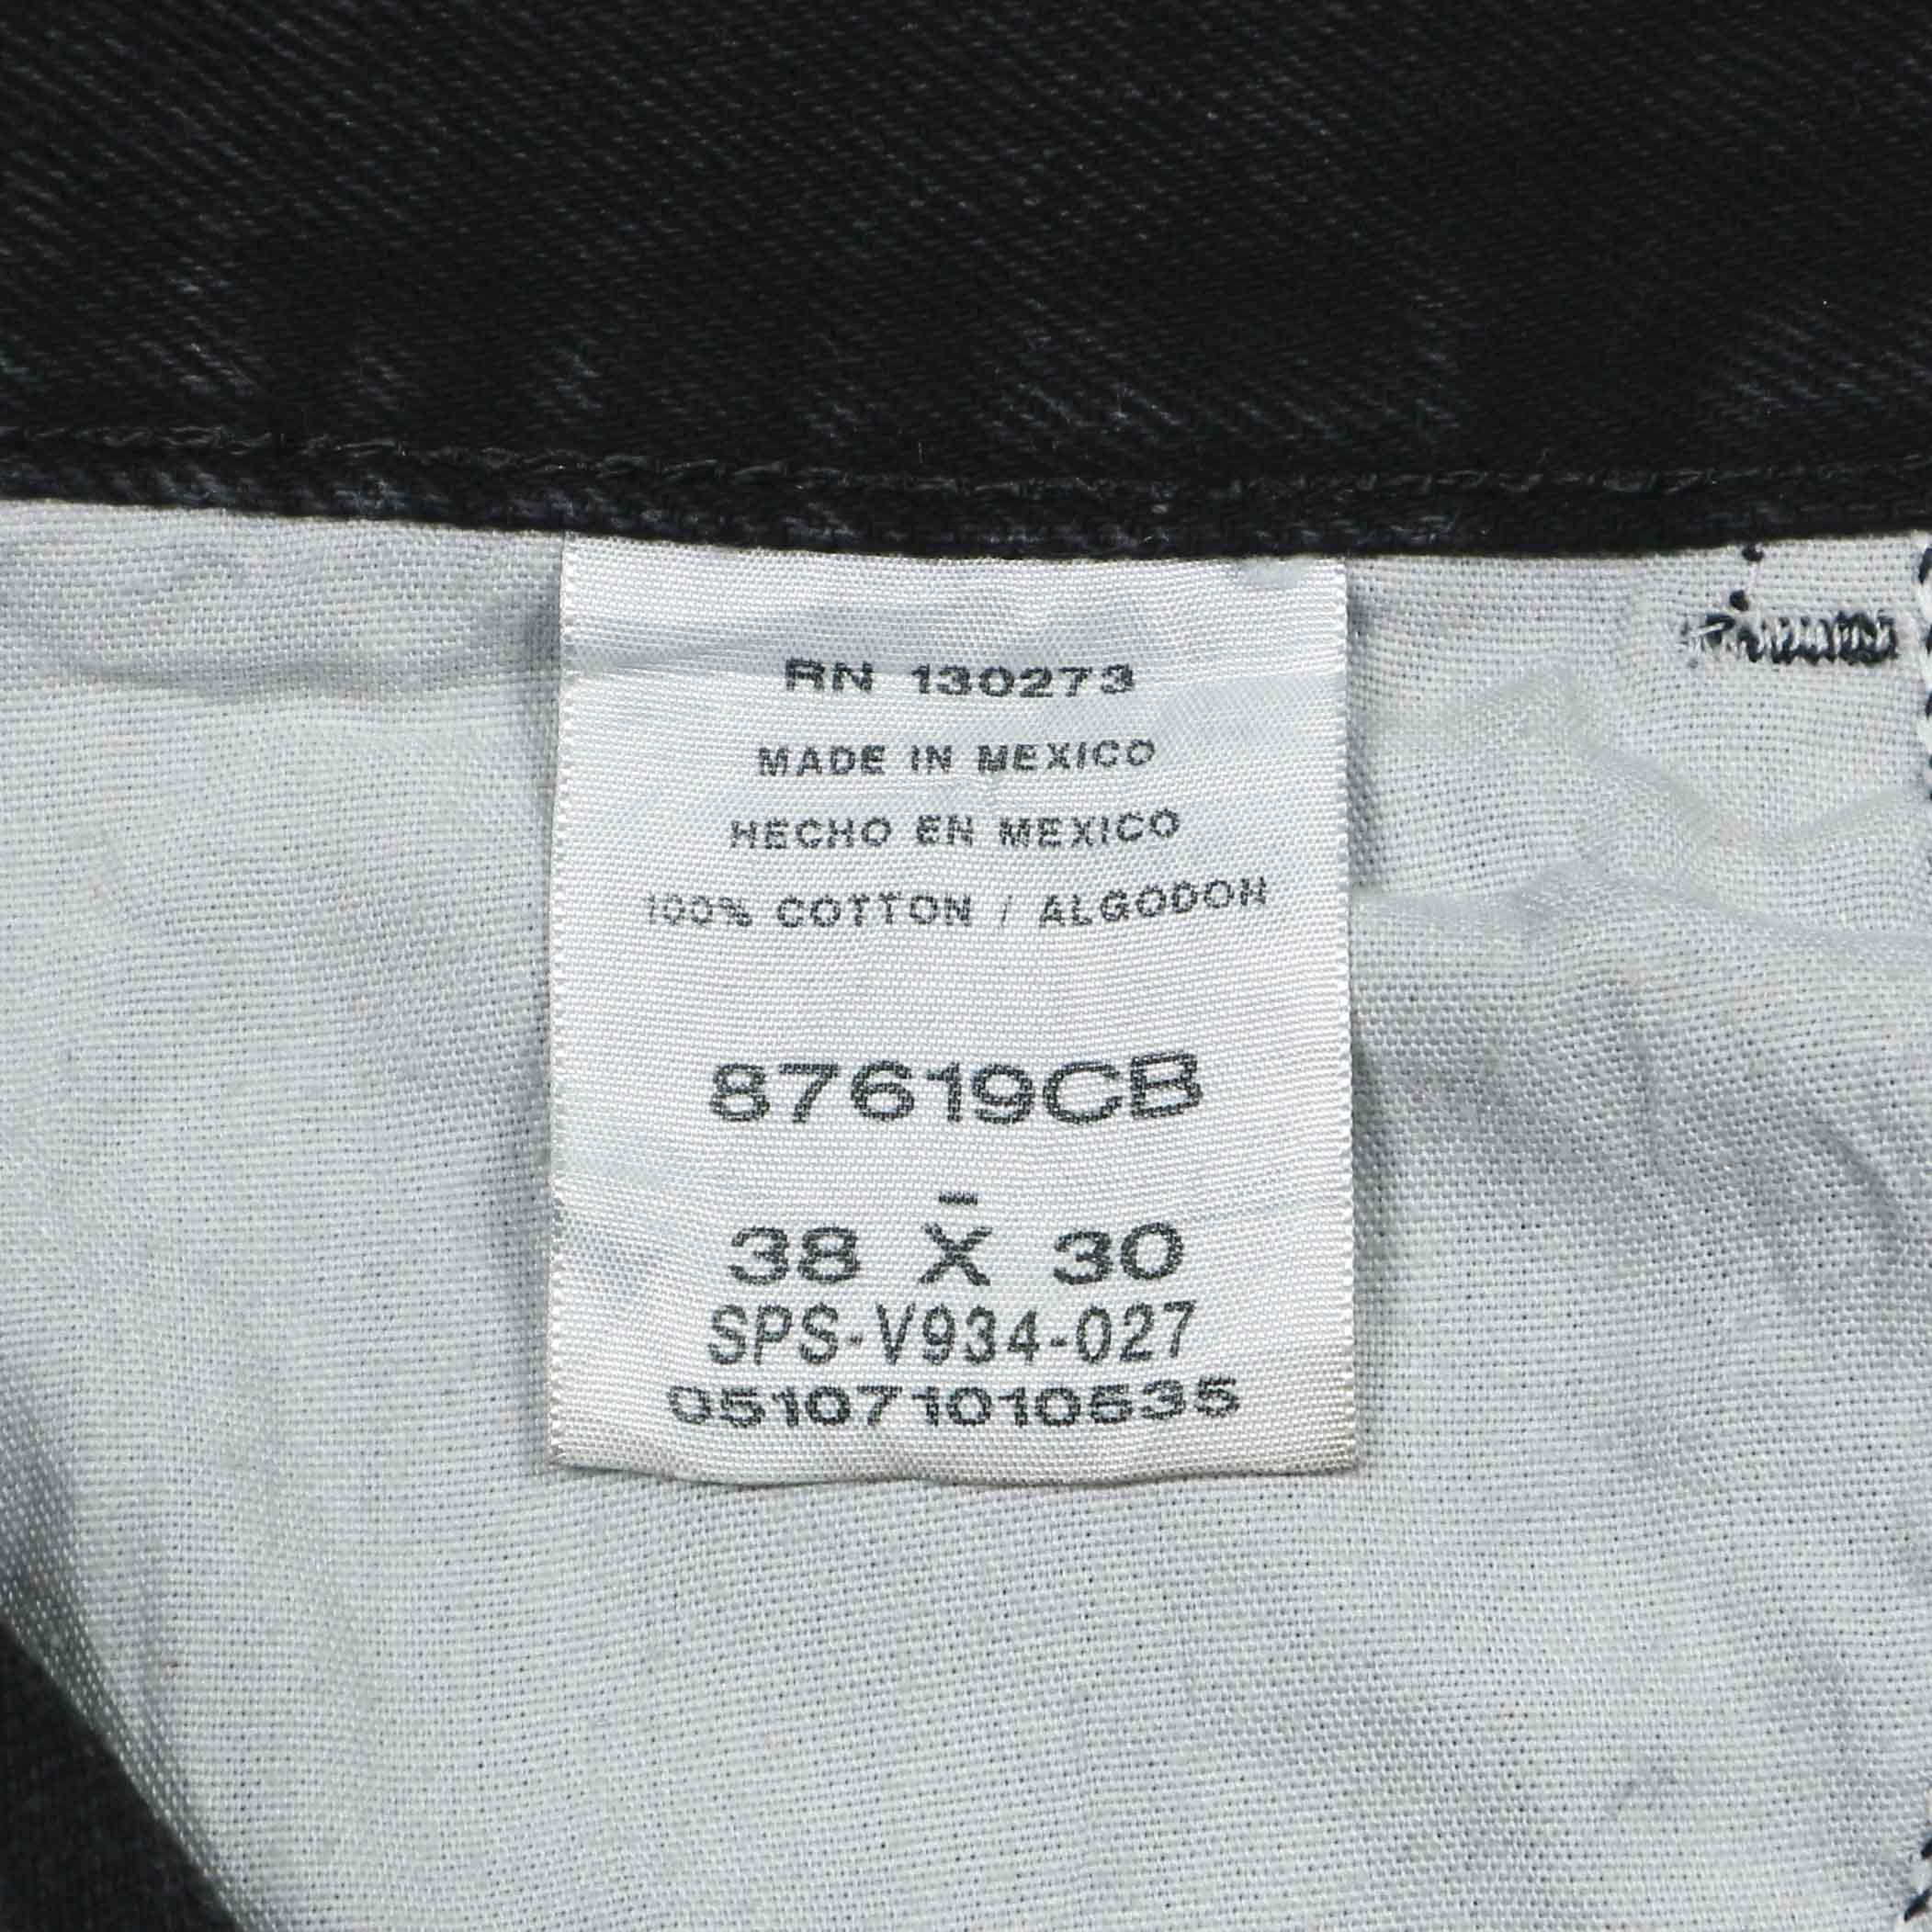 RN 130273
MADE IN MEXICO
HECHO EN MEXICO
100% COTTON / ALGODON
87619CB
-
38 X 30
SPS-V934-027
051071010535